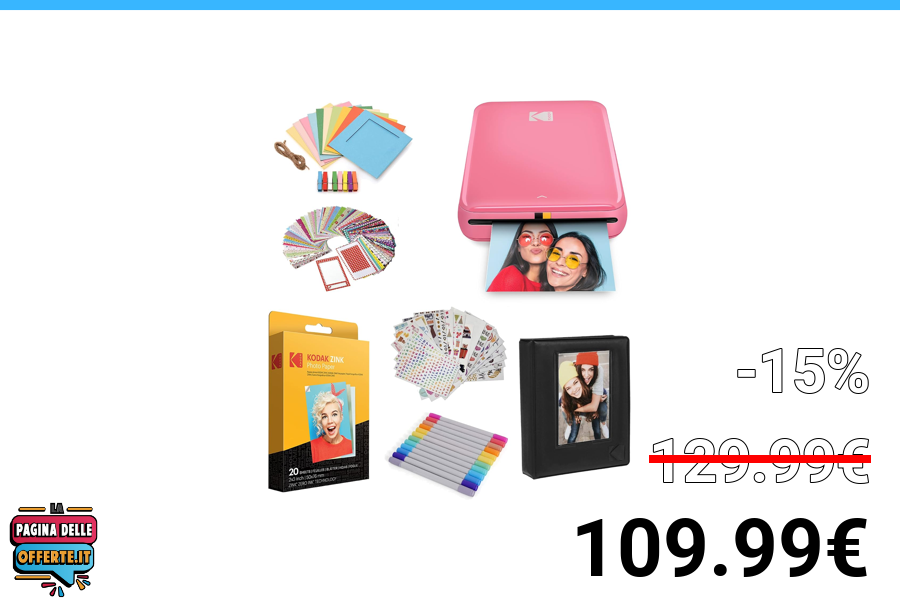 KODAK ZINK
Photo Paper
20
-15%
129.99€
109.99€
LA
PAGINA DELLE
OFFERTE.IT